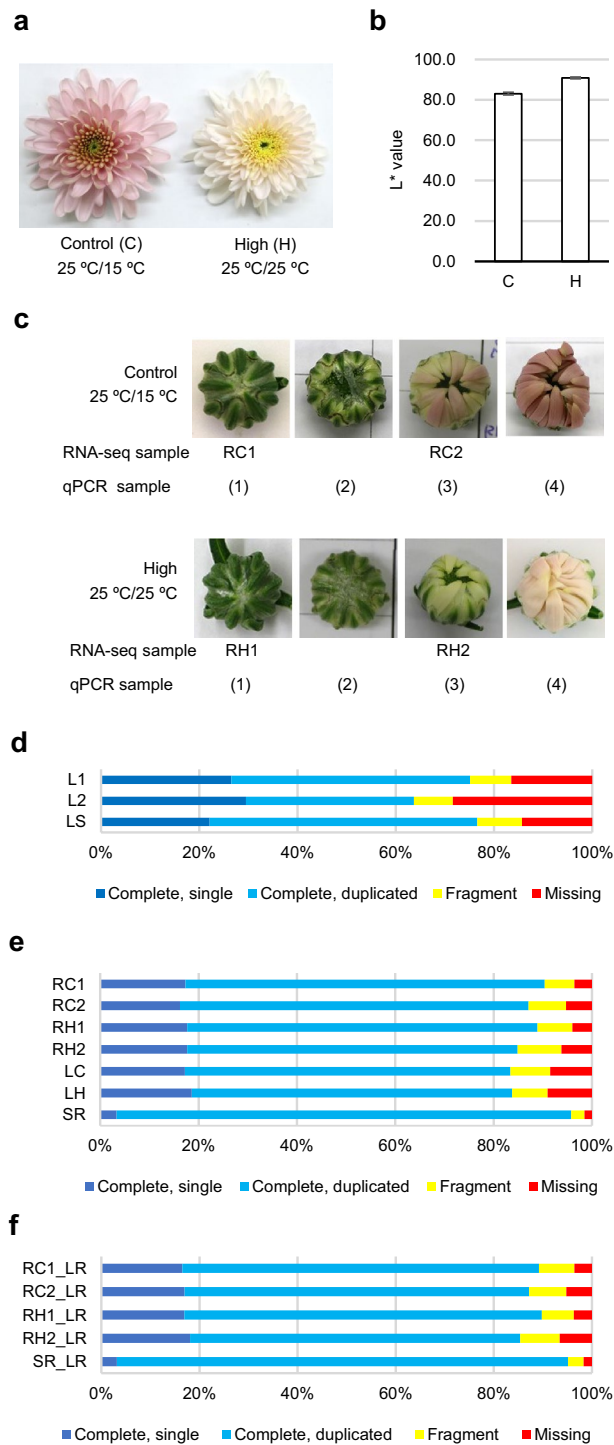 a
Control (C)
25 ºC/15 ºC
High (H)
25 ºC/25 ºC
b
L* value
100.0
80.0
60.0
40.0
20.0
0.0
C H
c
Control
25 ºC/15 ºC
RNA-seq sample RC1 RC2
qPCR sample (1) (2) (3) (4)
High
25 ºC/25 ºC
RNA-seq sample RH1 RH2
qPCR sample (1) (2) (3) (4)
d
L1
L2
LS
0% 20% 40% 60% 80% 100%
Complete, single Complete, duplicated Fragment Missing
e
RC1
RC2
RH1
RH2
LC
LH
SR
0% 20% 40% 60% 80% 100%
Complete, single Complete, duplicated Fragment Missing
f
RC1_LR
RC2_LR
RH1_LR
RH2_LR
SR_LR
0% 20% 40% 60% 80% 100%
Complete, single Complete, duplicated Fragment Missing